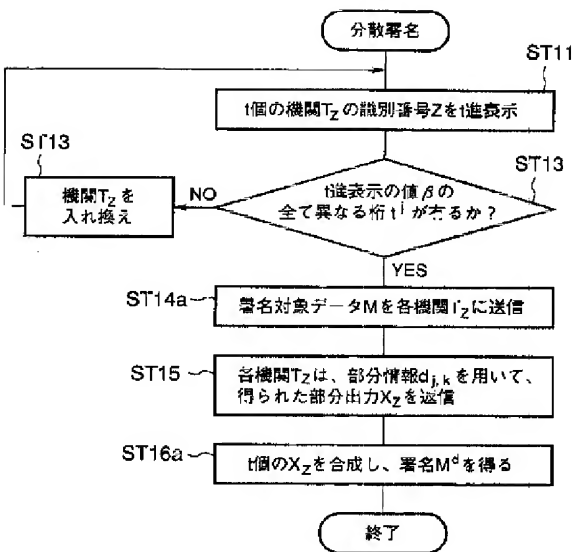 分散署名
ST11
t個の機関TZの識別番号Zをt進表示
ST13
ST13
機関TZを
入れ換え
NO
t進表示の値βの
全て異なる桁t^jが有るか？
YES
ST14a
署名対象データMを各機関TZに送信
ST15
各機関TZは、部分情報dj,kを用いて、
得られた部分出力XZを返信
ST16a
t個のXZを合成し、署名M^dを得る
終了